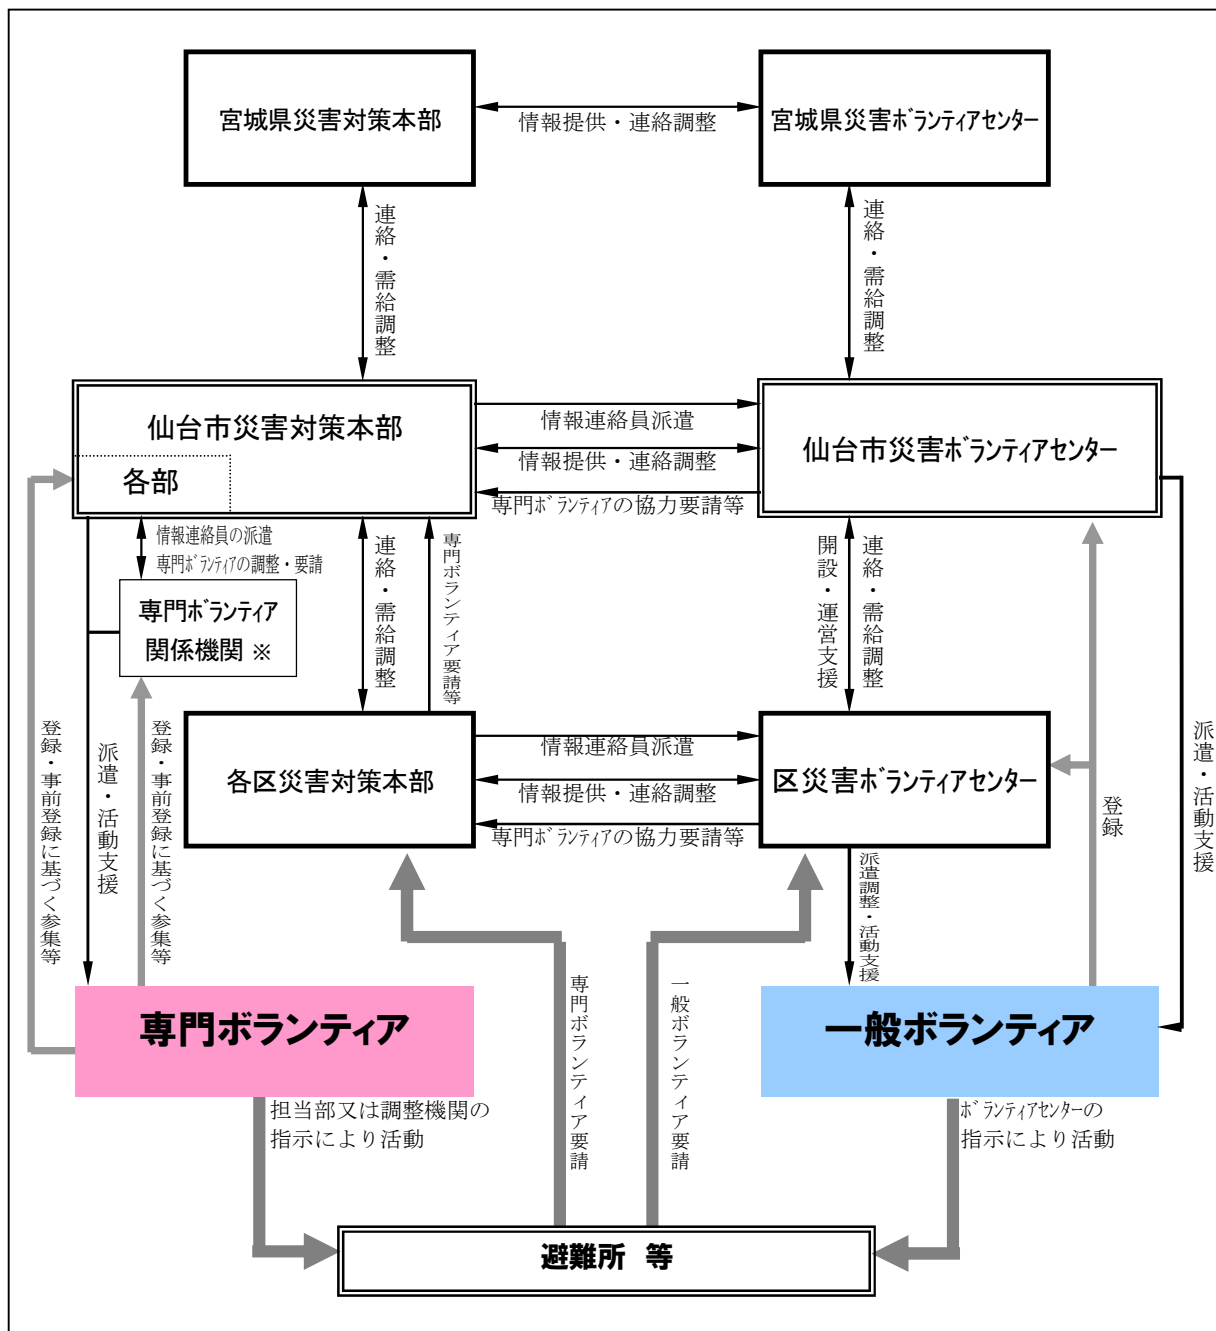 宮城県災害対策本部
情報提供・連絡調整
宮城県災害ボランティアセンター
連絡・需給調整
連絡・需給調整
仙台市災害対策本部
各部
情報連絡員派遣
情報提供・連絡調整
専門ボランティアの協力要請等
仙台市災害ボランティアセンター
情報連絡員の派遣
専門ボランティアの調整・要請
専門ボランティア
関係機関 ※
連絡・需給調整
専門ボランティア要請等
開設・運営支援
連絡・需給調整
各区災害対策本部
情報連絡員派遣
情報提供・連絡調整
専門ボランティアの協力要請等
区災害ボランティアセンター
登録・事前登録に基づく参集等
派遣・活動支援
登録・事前登録に基づく参集等
派遣調整・活動支援
登録
派遣・活動支援
専門ボランティア
専門ボランティア要請
一般ボランティア要請
一般ボランティア
担当部又は調整機関の
指示により活動
ボランティアセンターの
指示により活動
避難所 等